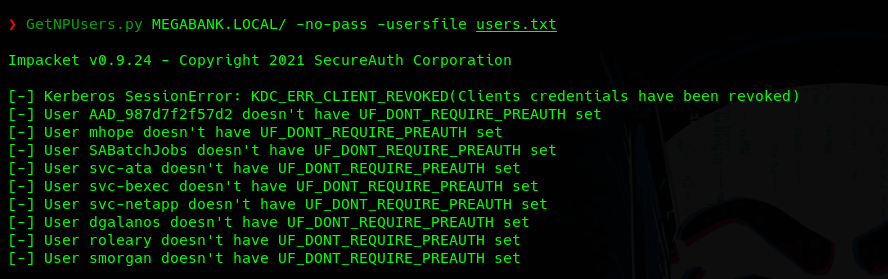 ❯ GetNPUsers.py MEGABANK.LOCAL/ -no-pass -usersfile users.txt
Impacket v0.9.24 - Copyright 2021 SecureAuth Corporation
[-] Kerberos SessionError: KDC_ERR_CLIENT_REVOKED(Clients credentials have been revoked)
[-] User AAD_987d7f2f57d2 doesn't have UF_DONT_REQUIRE_PREAUTH set
[-] User mhope doesn't have UF_DONT_REQUIRE_PREAUTH set
[-] User SABatchJobs doesn't have UF_DONT_REQUIRE_PREAUTH set
[-] User svc-ata doesn't have UF_DONT_REQUIRE_PREAUTH set
[-] User svc-bexec doesn't have UF_DONT_REQUIRE_PREAUTH set
[-] User svc-netapp doesn't have UF_DONT_REQUIRE_PREAUTH set
[-] User dgalanos doesn't have UF_DONT_REQUIRE_PREAUTH set
[-] User roleary doesn't have UF_DONT_REQUIRE_PREAUTH set
[-] User smorgan doesn't have UF_DONT_REQUIRE_PREAUTH set